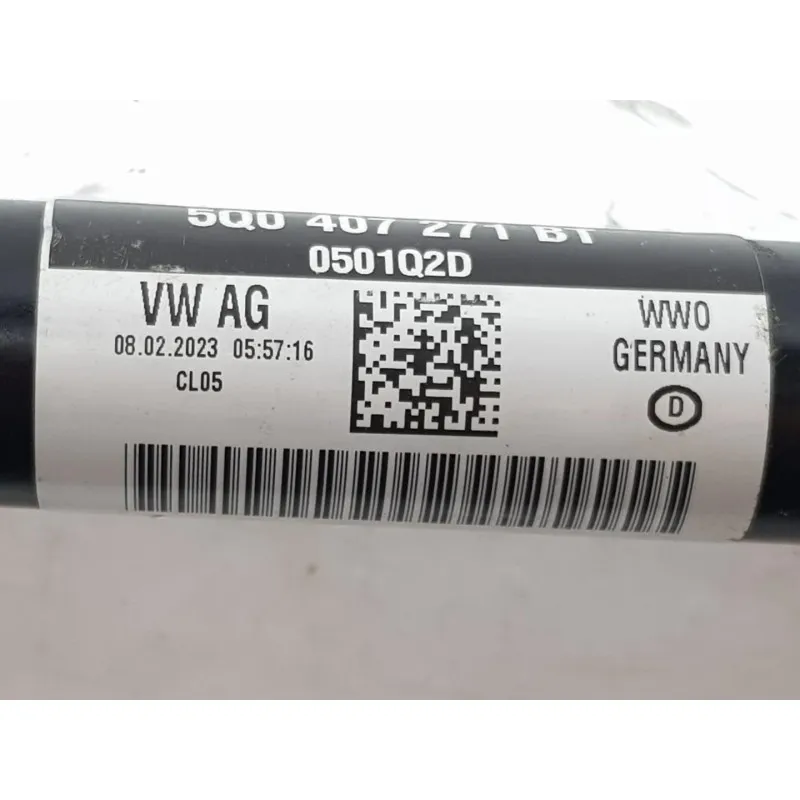 5Q0 407 271 BT
0501Q2D
VW AG
08.02.2023 05:57:16
CL05
WWO
GERMANY
D